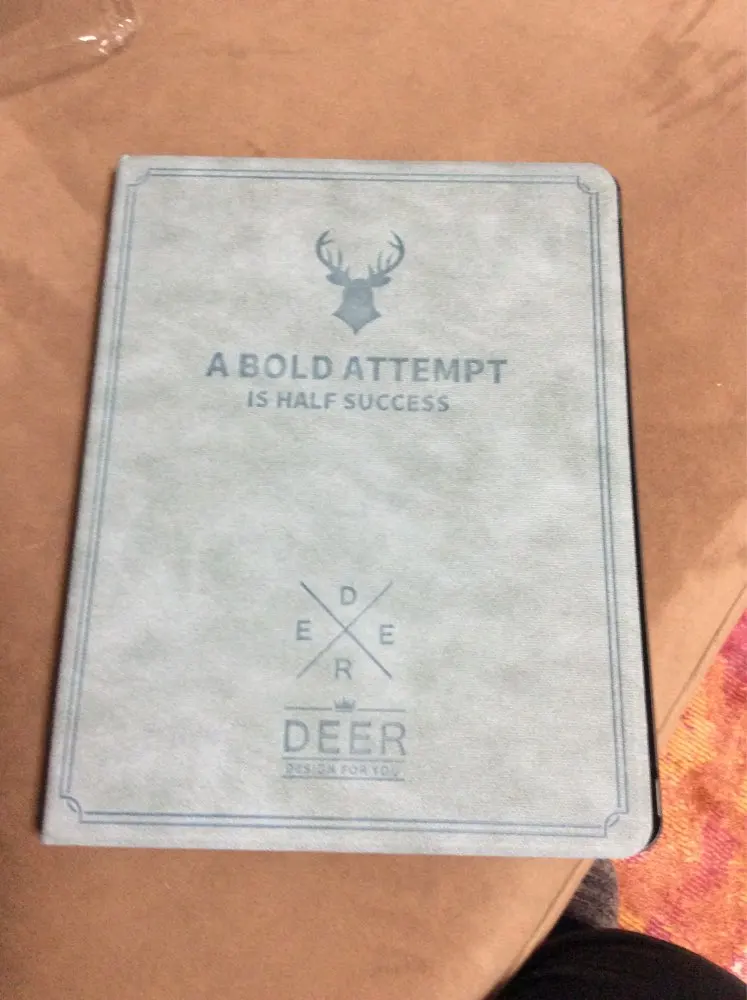 A BOLD ATTEMPT
IS HALF SUCCESS
D
E E
R
DEER
DESIGN FOR YOU